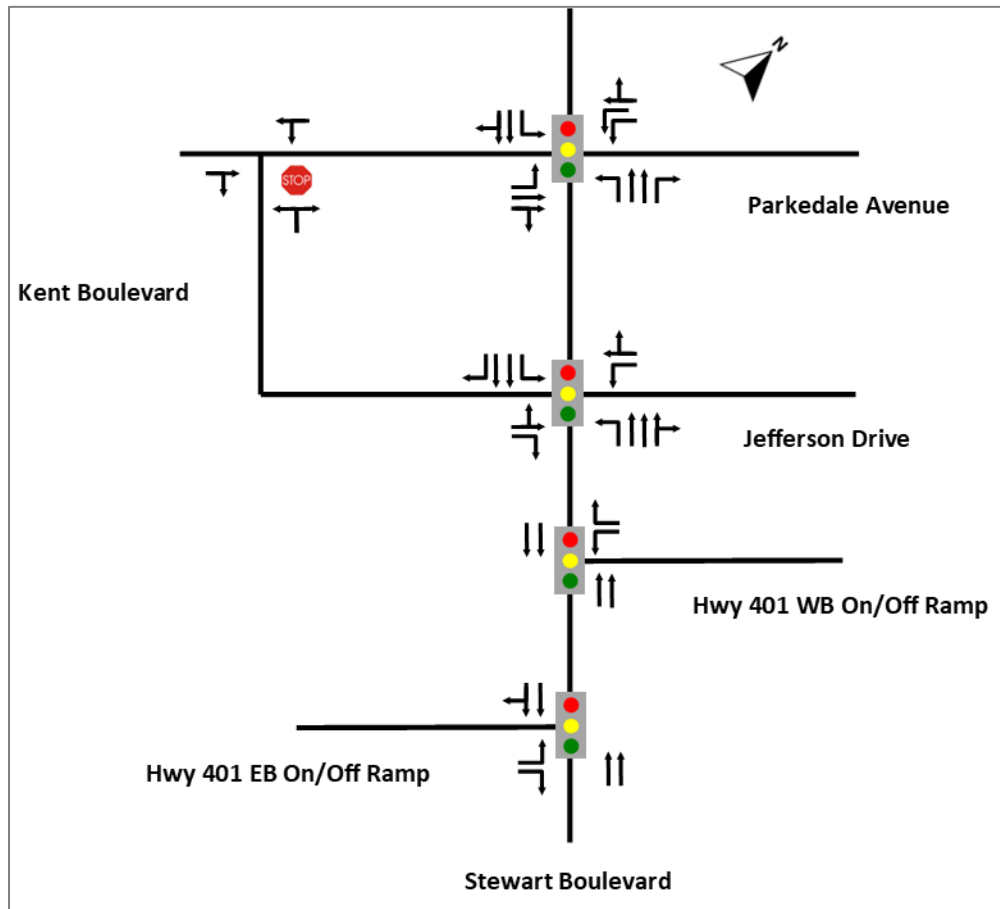 N
Parkedale Avenue
STOP
Kent Boulevard
Jefferson Drive
Hwy 401 WB On/Off Ramp
Hwy 401 EB On/Off Ramp
Stewart Boulevard